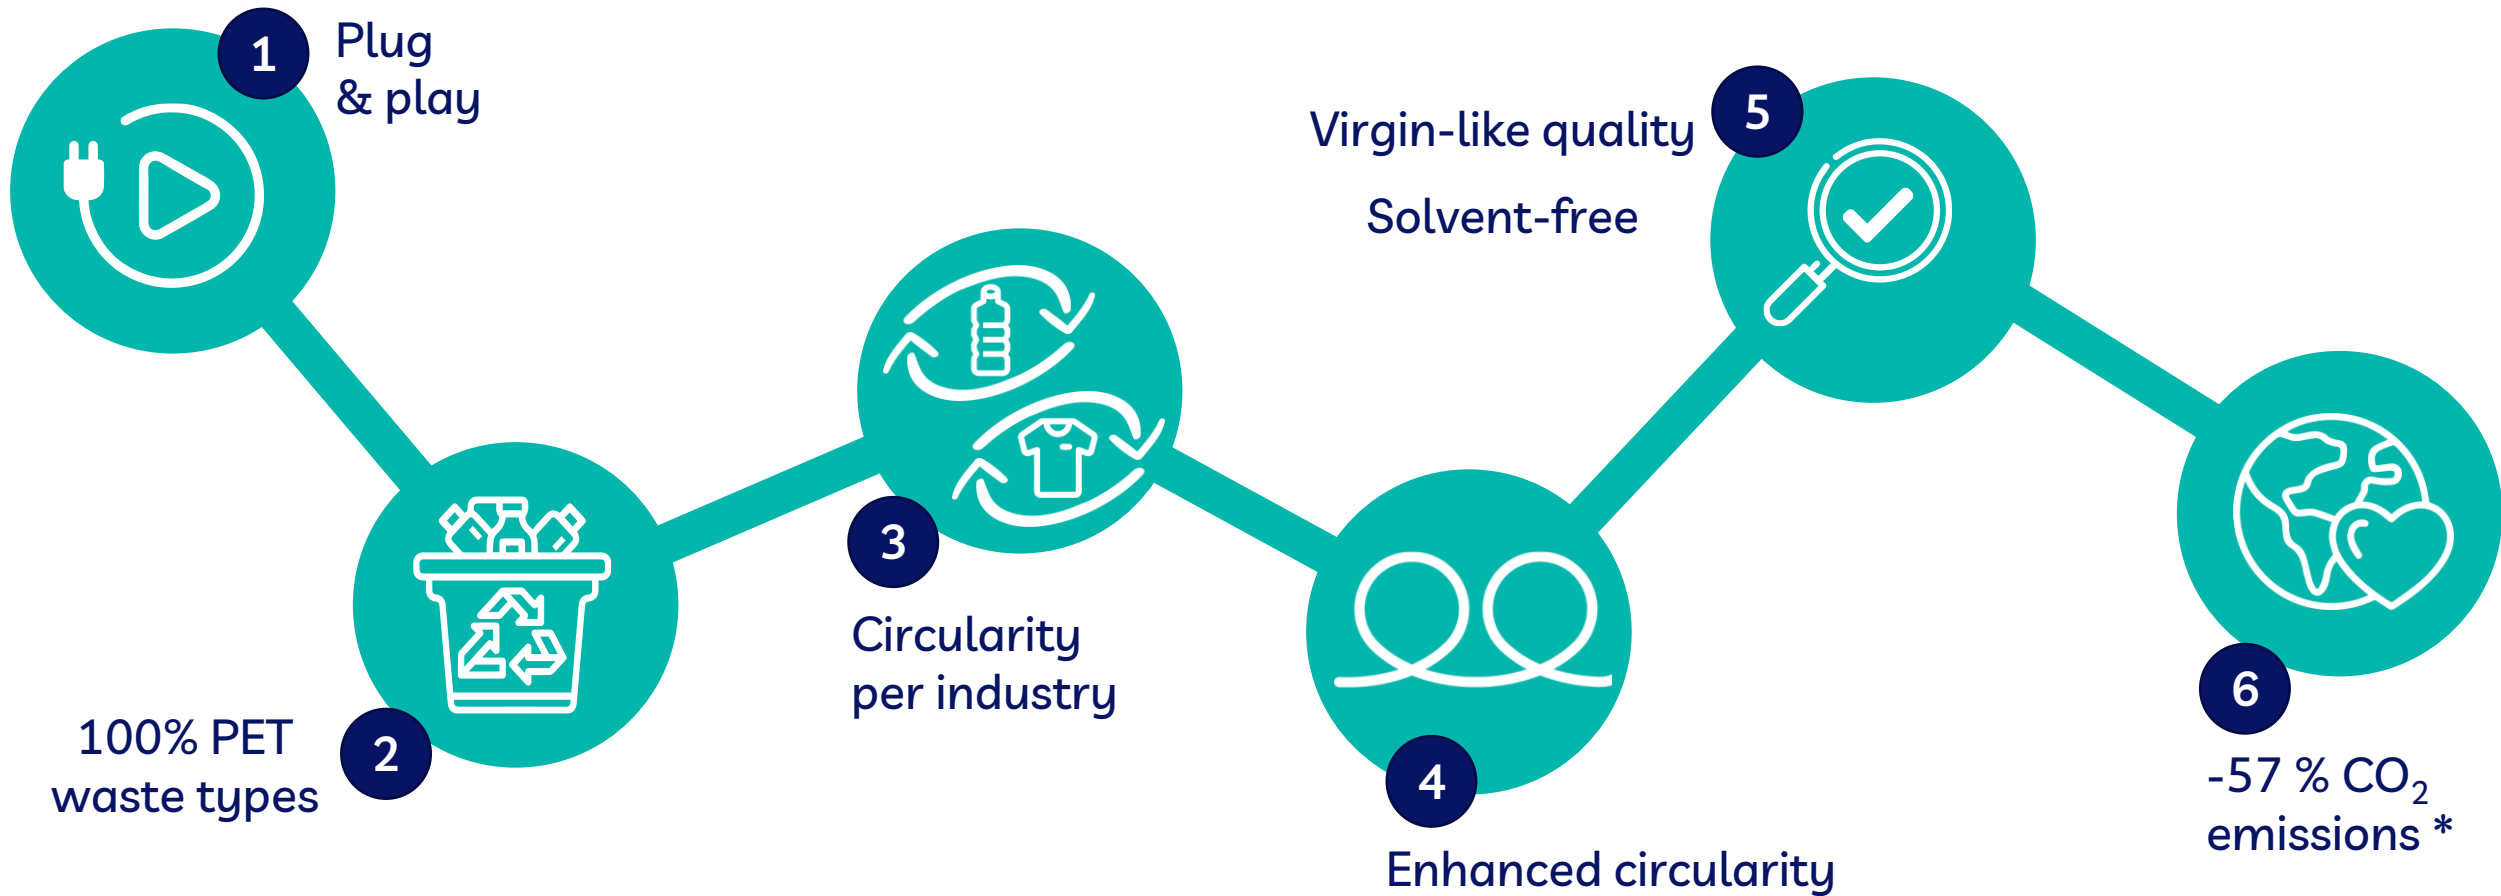 1
Plug
& play
2
100% PET
waste types
3
Circularity
per industry
4
Enhanced circularity
5
Virgin-like quality
Solvent-free
6
-57 % CO₂
emissions *